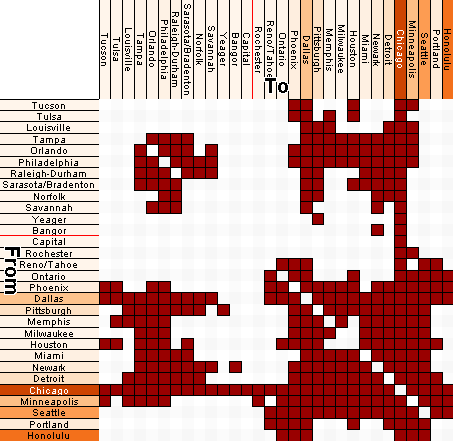 Tucson
Tulsa
Louisville
Tampa
Orlando
Philadelphia
Raleigh-Durham
Sarasota/Bradenton
Norfolk
Savannah
Yeager
Bangor
Capital
Rochester
Reno/Tahoe
Ontario
Phoenix
Dallas
Pittsburgh
Memphis
Milwaukee
Houston
Miami
Newark
Detroit
Chicago
Minneapolis
Seattle
Portland
Honolulu
To
From
Tucson
Tulsa
Louisville
Tampa
Orlando
Philadelphia
Raleigh-Durham
Sarasota/Bradenton
Norfolk
Savannah
Yeager
Bangor
Capital
Rochester
Reno/Tahoe
Ontario
Phoenix
Dallas
Pittsburgh
Memphis
Milwaukee
Houston
Miami
Newark
Detroit
Chicago
Minneapolis
Seattle
Portland
Honolulu